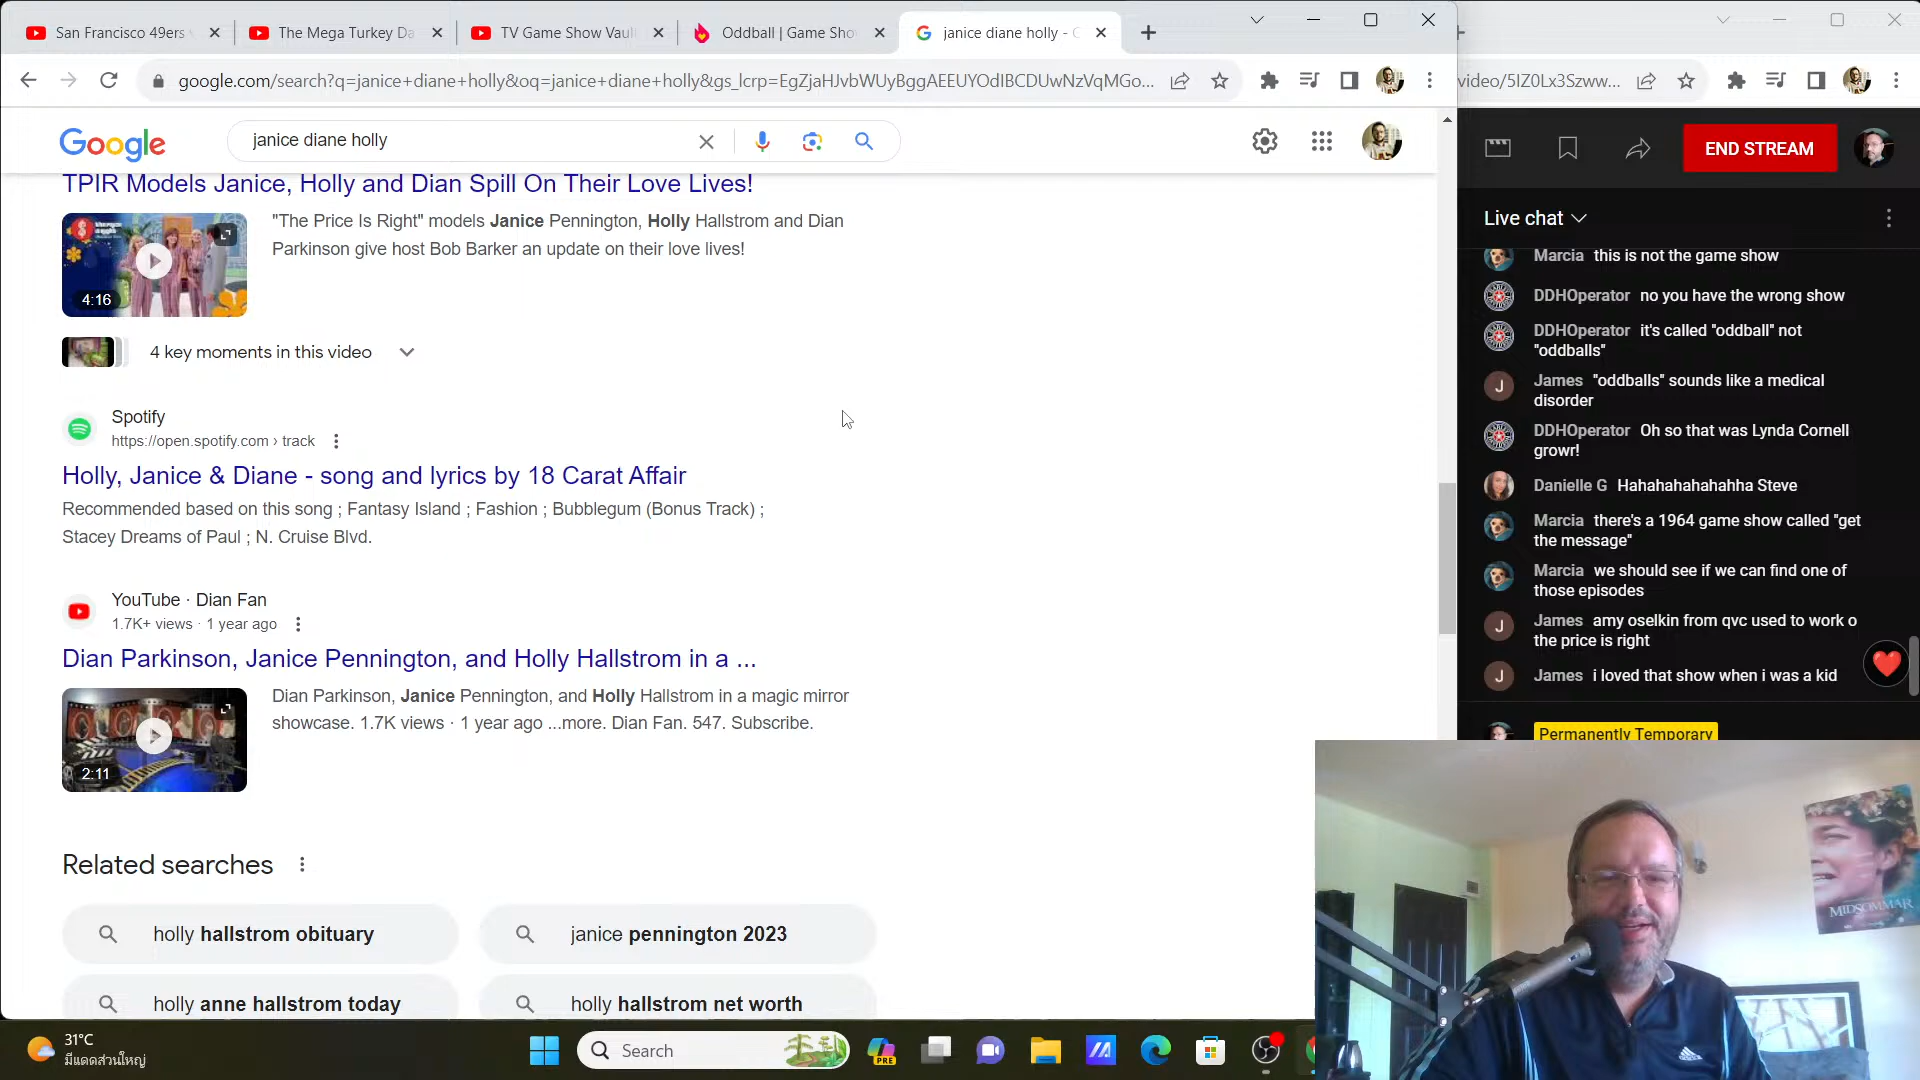 San Francisco 49ers
The Mega Turkey Da
TV Game Show Vaul
Oddball | Game Sho
janice diane holly -
google.com/search?q=janice+diane+holly&oq=janice+diane+holly&gs_lcrp=EgZjaHJvbWUyBggAEEUYOdIBCDUwNzVqMGo...
video/5IZ0Lx3Szww...
Google
janice diane holly
END STREAM
TPIR Models Janice, Holly and Dian Spill On Their Love Lives!
"The Price Is Right" models Janice Pennington, Holly Hallstrom and Dian
Parkinson give host Bob Barker an update on their love lives!
4:16
4 key moments in this video
Spotify
https://open.spotify.com › track
Holly, Janice & Diane - song and lyrics by 18 Carat Affair
Recommended based on this song ; Fantasy Island ; Fashion ; Bubblegum (Bonus Track) ;
Stacey Dreams of Paul ; N. Cruise Blvd.
YouTube · Dian Fan
1.7K+ views · 1 year ago
Dian Parkinson, Janice Pennington, and Holly Hallstrom in a ...
Dian Parkinson, Janice Pennington, and Holly Hallstrom in a magic mirror
showcase. 1.7K views · 1 year ago ...more. Dian Fan. 547. Subscribe.
2:11
Related searches
holly hallstrom obituary
janice pennington 2023
holly anne hallstrom today
holly hallstrom net worth
Live chat
Marcia this is not the game show
DDHOperator no you have the wrong show
DDHOperator it's called "oddball" not
"oddballs"
J
James "oddballs" sounds like a medical
disorder
DDHOperator Oh so that was Lynda Cornell
growr!
Danielle G Hahahahahahahha Steve
Marcia there's a 1964 game show called "get
the message"
Marcia we should see if we can find one of
those episodes
J
James amy oselkin from qvc used to work o
the price is right
J
James i loved that show when i was a kid
Permanently Temporary
MIDSOMMAR
31°C
มีแดดส่วนใหญ่
Search
PRE